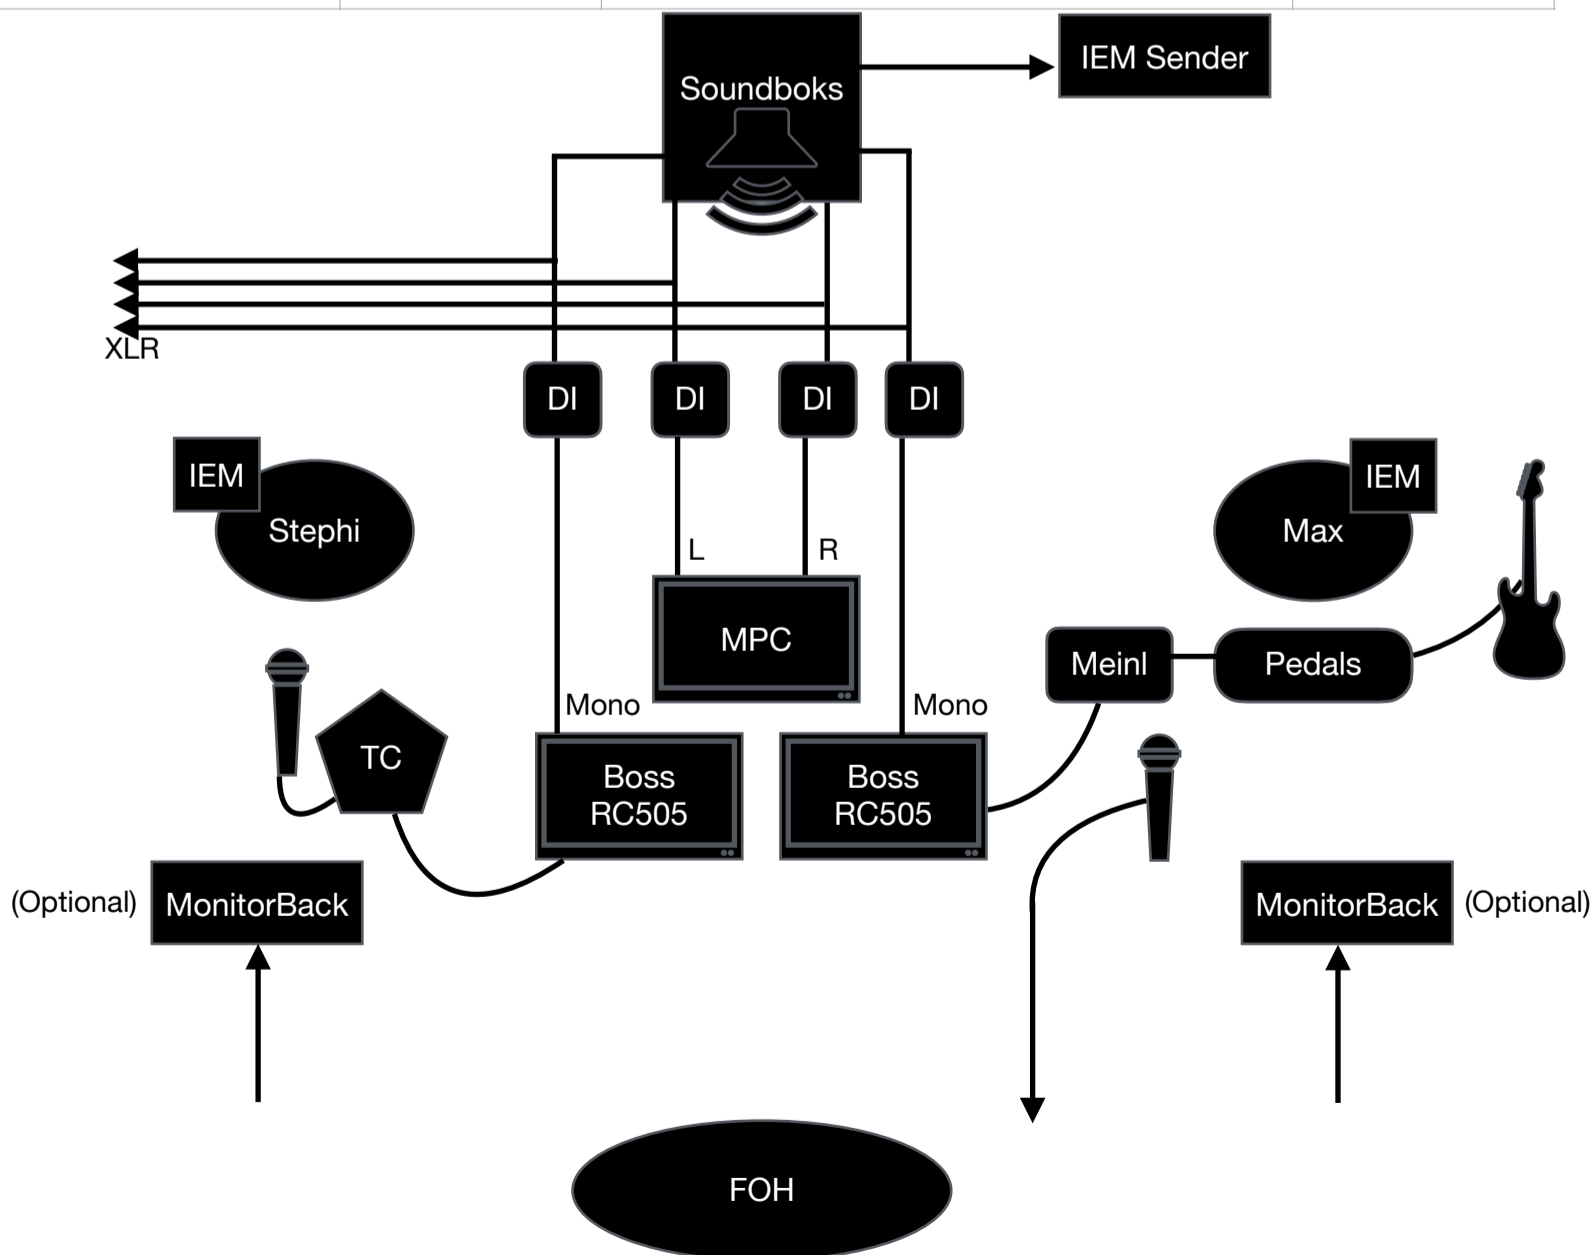 Soundboks
IEM Sender
XLR
DI
DI
DI
DI
IEM
Stephi
IEM
Max
L
R
MPC
Meinl
Pedals
Mono
Mono
TC
Boss
RC505
Boss
RC505
(Optional)
MonitorBack
MonitorBack
(Optional)
FOH